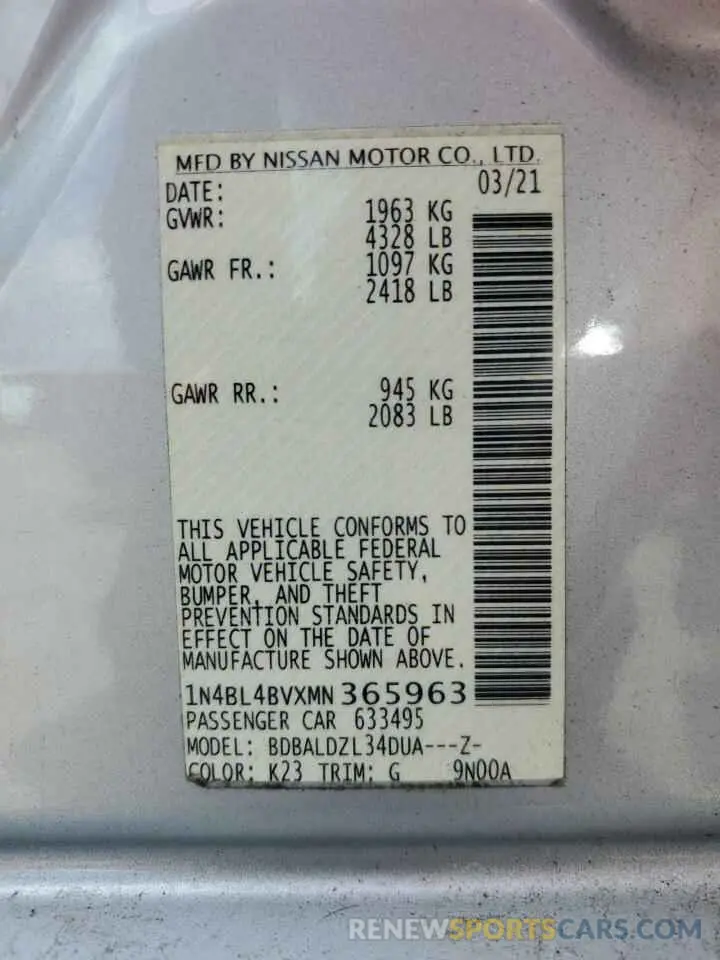 MFD BY NISSAN MOTOR CO., LTD.
DATE: 03/21
GVWR: 1963 KG
4328 LB
GAWR FR.: 1097 KG
2418 LB
GAWR RR.: 945 KG
2083 LB
THIS VEHICLE CONFORMS TO
ALL APPLICABLE FEDERAL
MOTOR VEHICLE SAFETY,
BUMPER, AND THEFT
PREVENTION STANDARDS IN
EFFECT ON THE DATE OF
MANUFACTURE SHOWN ABOVE.
1N4BL4BVXMN365963
PASSENGER CAR 633495
MODEL: BDBALDZL34DUA---Z-
COLOR: K23 TRIM: G 9N00A
RENEWSPORTSCARS.COM